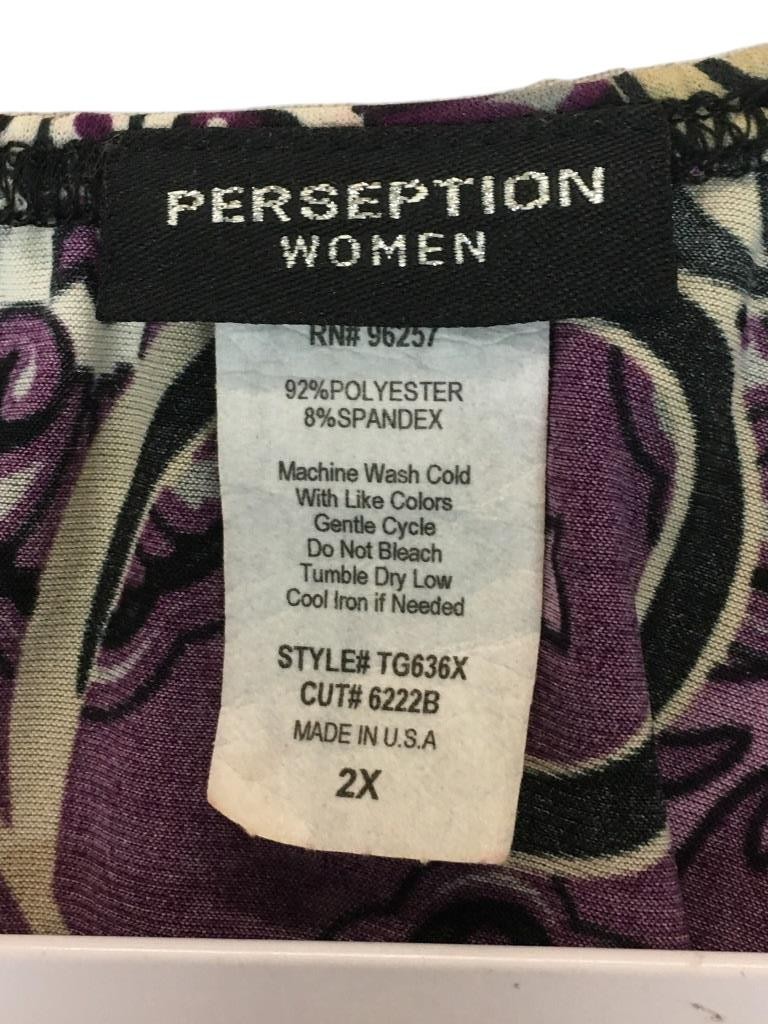 PERSEPTION
WOMEN
RN# 96257
92%POLYESTER
8%SPANDEX
Machine Wash Cold
With Like Colors
Gentle Cycle
Do Not Bleach
Tumble Dry Low
Cool Iron if Needed
STYLE# TG636X
CUT# 6222B
MADE IN U.S.A
2X